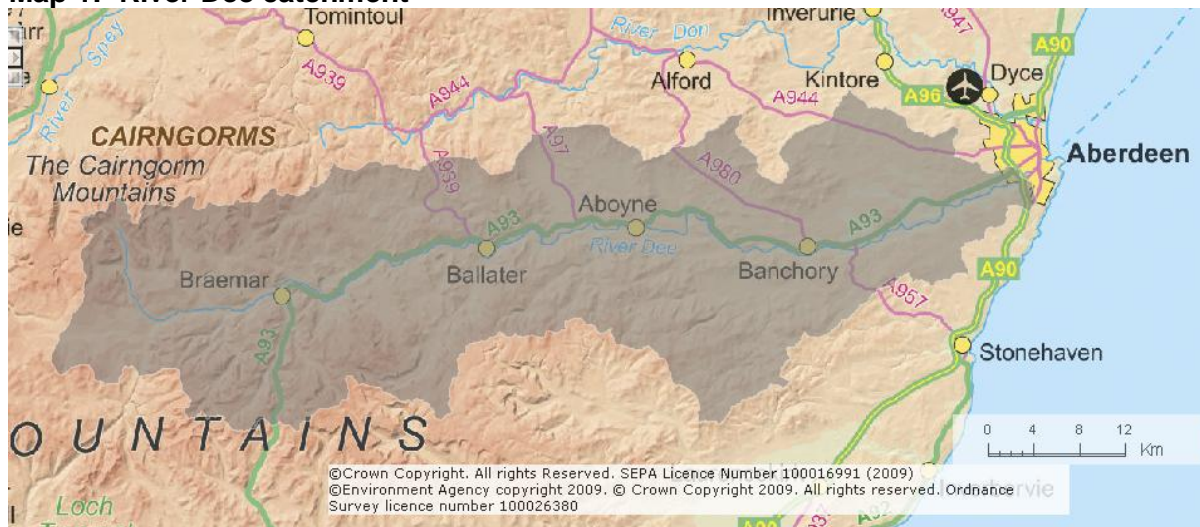 Map 1: River Dee catchment
Tomintoul
River Don
Inverurie
A947
A90
River Spey
A939
A944
Alford
Kintore
Dyce
A96
A944
CAIRNGORMS
A97
Aberdeen
The Cairngorm
Mountains
A939
A980
Aboyne
A93
A93
River Dee
Braemar
Ballater
Banchory
A90
A957
A93
Stonehaven
OUNTAINS
0 4 8 12
Km
©Crown Copyright. All rights Reserved. SEPA Licence Number 100016991 (2009)
©Environment Agency copyright 2009. © Crown Copyright 2009. All rights reserved. Ordnance
Survey licence number 100026380
Loch
A92
A90